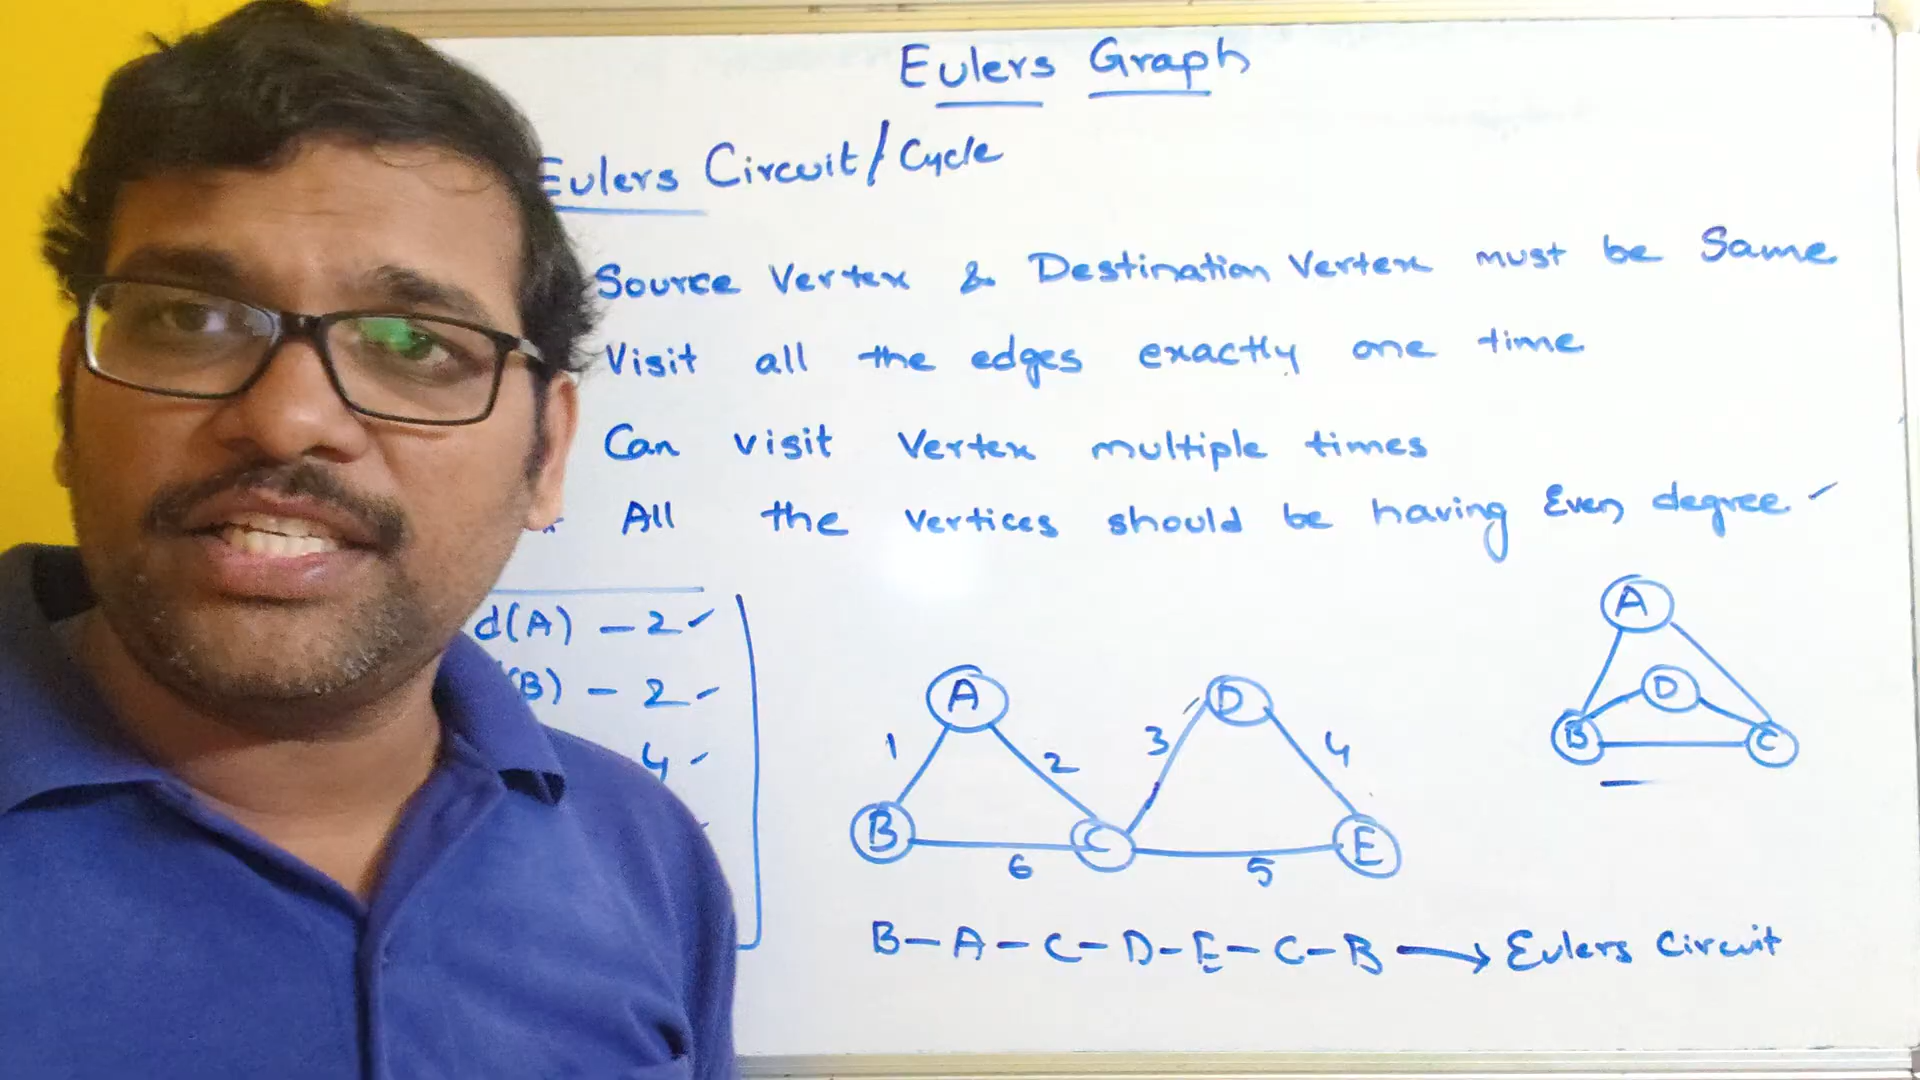 Eulers Graph
Eulers Circuit/Cycle
Source Vertex & Destination Vertex must be Same
Visit all the edges exactly one time
Can visit Vertex multiple times
All the vertices should be having Even degree ✓
d(A) – 2 ✓
(B) – 2 ✓
4 ✓
A
D
B
C
A
D
1
2
3
4
B
C
E
6
5
B–A–C–D–E–C–B → Eulers Circuit